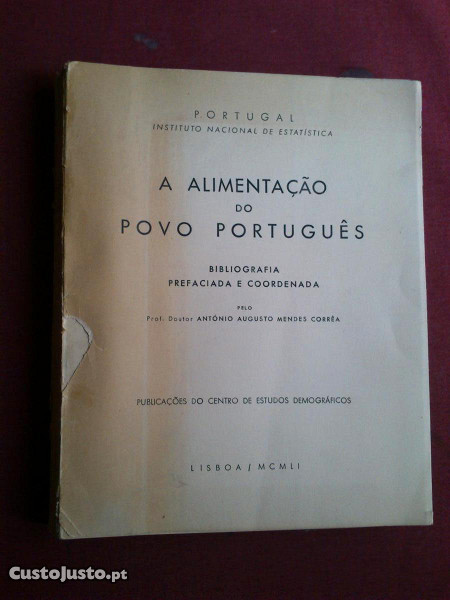 PORTUGAL
INSTITUTO NACIONAL DE ESTATÍSTICA
A ALIMENTAÇÃO
DO
POVO PORTUGUÊS
BIBLIOGRAFIA
PREFACIADA E COORDENADA
PELO
Prof. Doutor ANTÓNIO AUGUSTO MENDES CORRÊA
PUBLICAÇÕES DO CENTRO DE ESTUDOS DEMOGRÁFICOS
LISBOA / MCMLI
CustoJusto.pt